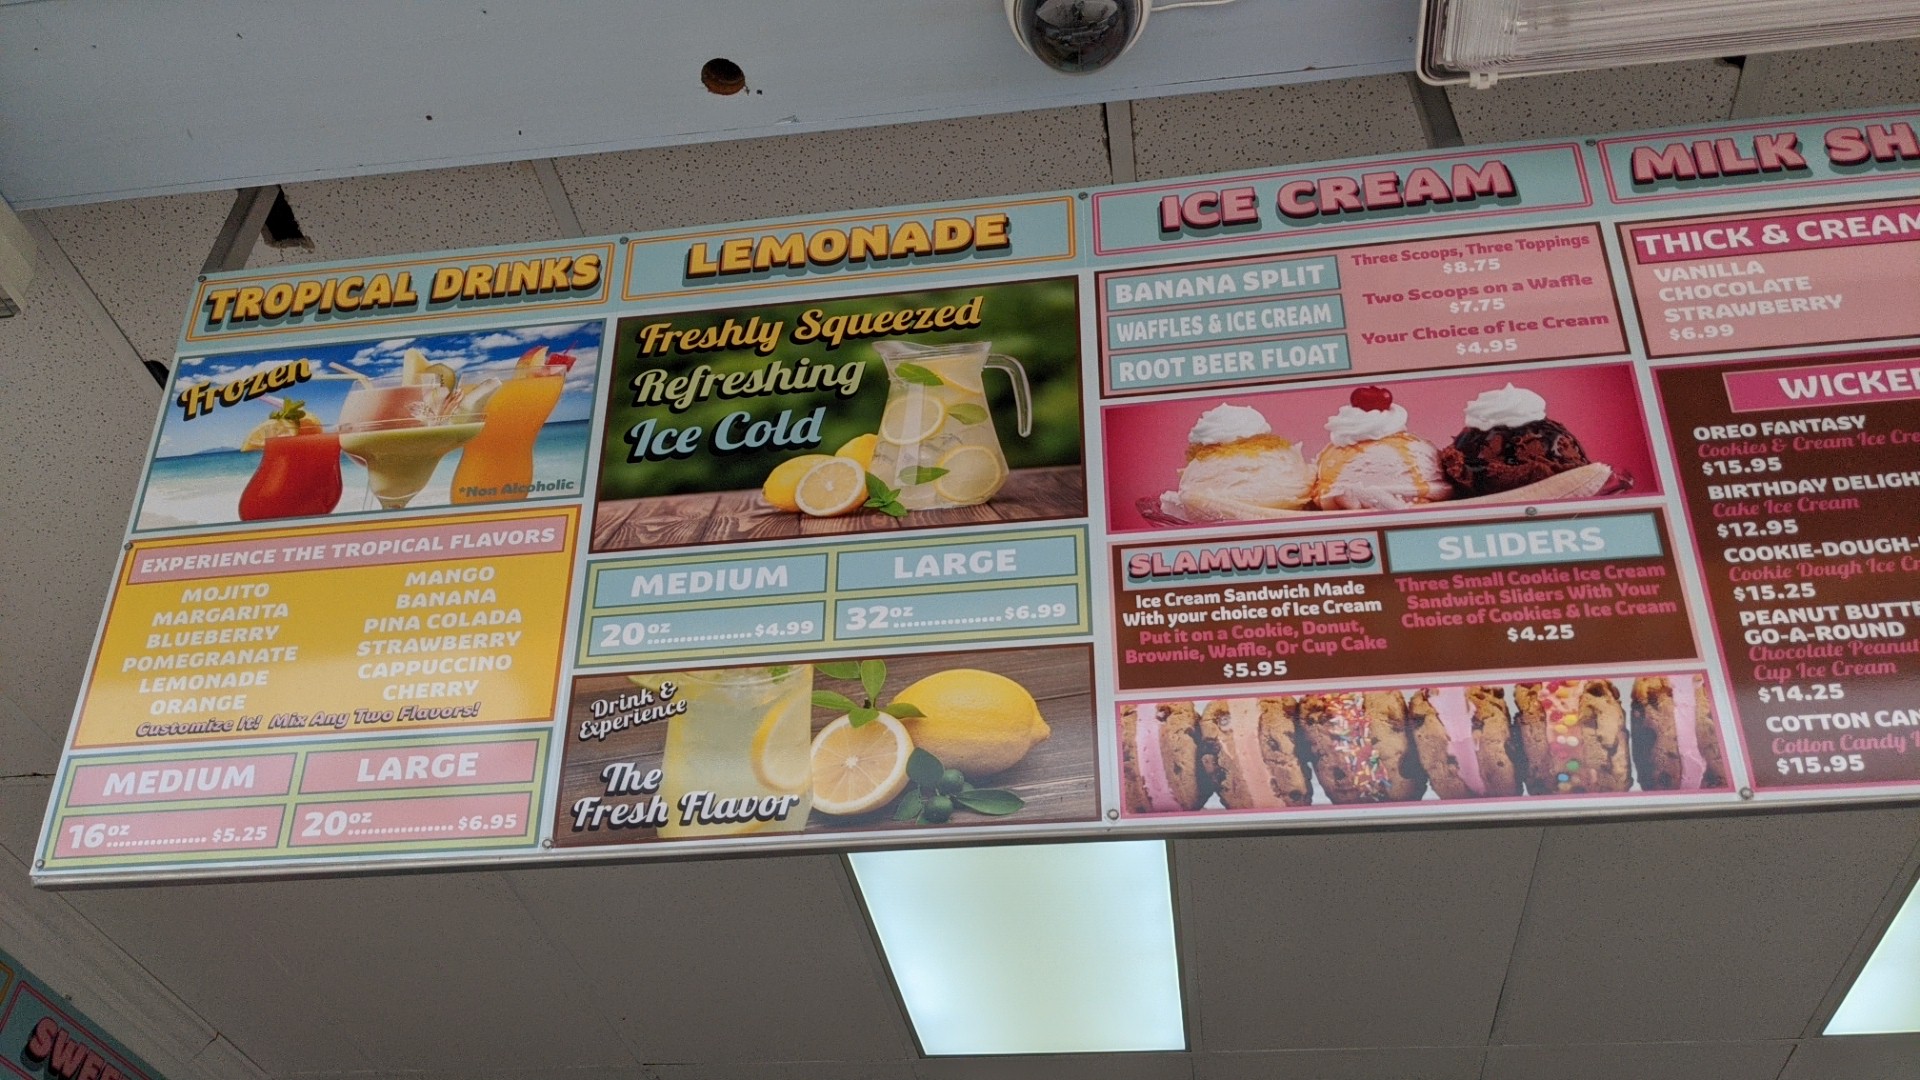 TROPICAL DRINKS
Frozen
*Non Alcoholic
EXPERIENCE THE TROPICAL FLAVORS
MOJITO
MARGARITA
BLUEBERRY
POMEGRANATE
LEMONADE
ORANGE
MANGO
BANANA
PINA COLADA
STRAWBERRY
CAPPUCCINO
CHERRY
Customize It! Mix Any Two Flavors!
MEDIUM
16oz................$5.25
LARGE
20oz................$6.95
LEMONADE
Freshly Squeezed
Refreshing
Ice Cold
MEDIUM
20oz................$4.99
LARGE
32oz................$6.99
Drink &
Experience
The
Fresh Flavor
ICE CREAM
BANANA SPLIT
WAFFLES & ICE CREAM
ROOT BEER FLOAT
Three Scoops, Three Toppings
$8.75
Two Scoops on a Waffle
$7.75
Your Choice of Ice Cream
$4.95
SLAMWICHES
Ice Cream Sandwich Made
With your choice of Ice Cream
Put it on a Cookie, Donut,
Brownie, Waffle, Or Cup Cake
$5.95
SLIDERS
Three Small Cookie Ice Cream
Sandwich Sliders With Your
Choice of Cookies & Ice Cream
$4.25
MILK SH
THICK & CREAM
VANILLA
CHOCOLATE
STRAWBERRY
$6.99
WICKE
OREO FANTASY
Cookies & Cream Ice Cre
$15.95
BIRTHDAY DELIGH
Cake Ice Cream
$12.95
COOKIE-DOUGH-
Cookie Dough Ice Cr
$15.25
PEANUT BUTT
GO-A-ROUND
Chocolate Peanut
Cup Ice Cream
$14.25
COTTON CAN
Cotton Candy
$15.95
SWEE